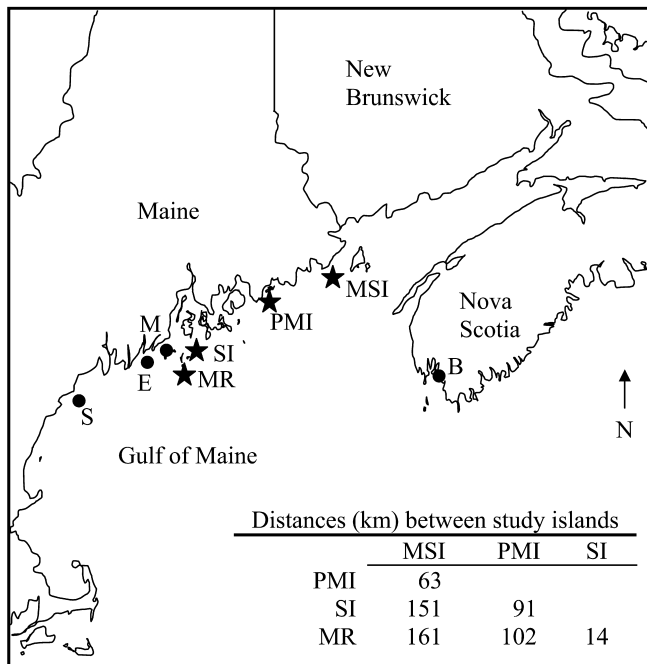 New
Brunswick
Maine
MSI
PMI
Nova
Scotia
M
SI
B
E
MR
S
N
Gulf of Maine
Distances (km) between study islands
MSI PMI SI
PMI 63
SI 151 91
MR 161 102 14